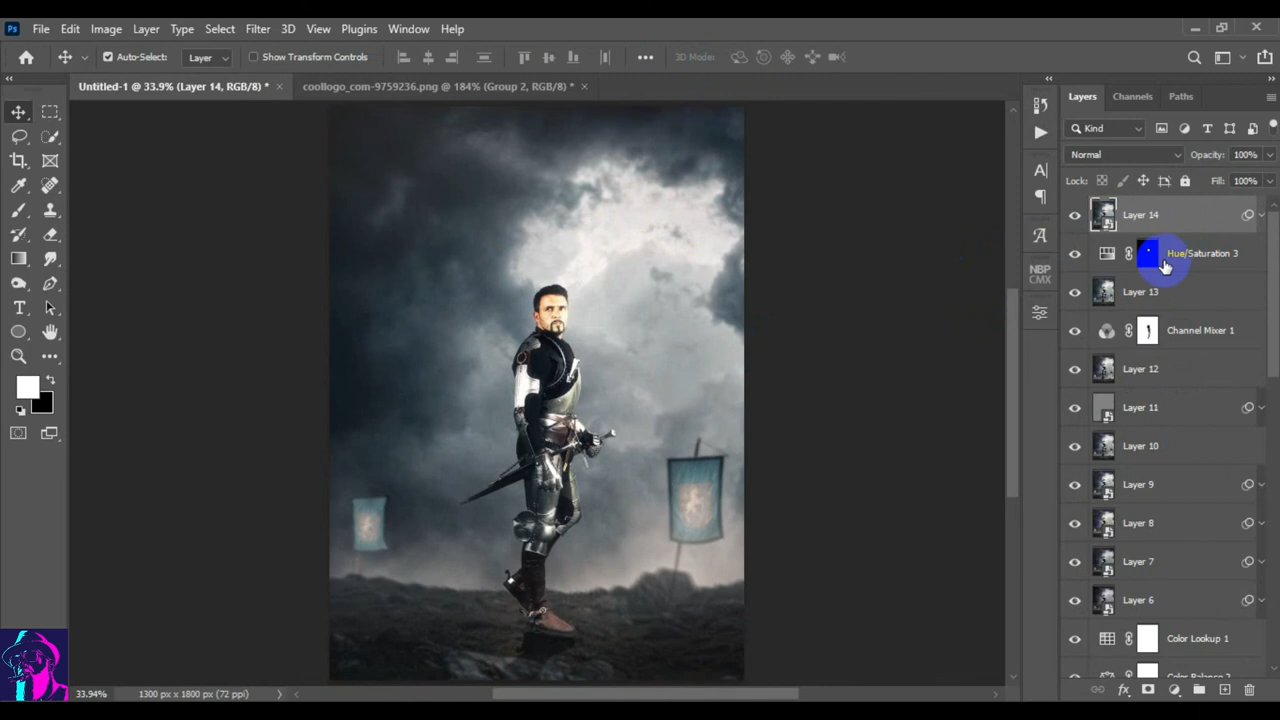 Ps File Edit Image Layer Type Select Filter 3D View Plugins Window Help
Auto-Select: Layer Show Transform Controls 3D Mode:
Untitled-1 @ 33.9% (Layer 14, RGB/8) * × coollogo_com-9759236.png @ 184% (Group 2, RGB/8) * ×
Layers Channels Paths
Kind
Normal Opacity: 100%
Lock: Fill: 100%
Layer 14
Hue/Saturation 3
Layer 13
Channel Mixer 1
Layer 12
Layer 11
Layer 10
Layer 9
Layer 8
Layer 7
Layer 6
Color Lookup 1
Color Balance 2
NBP
CMX
33.94% 1300 px x 1800 px (72 ppi)